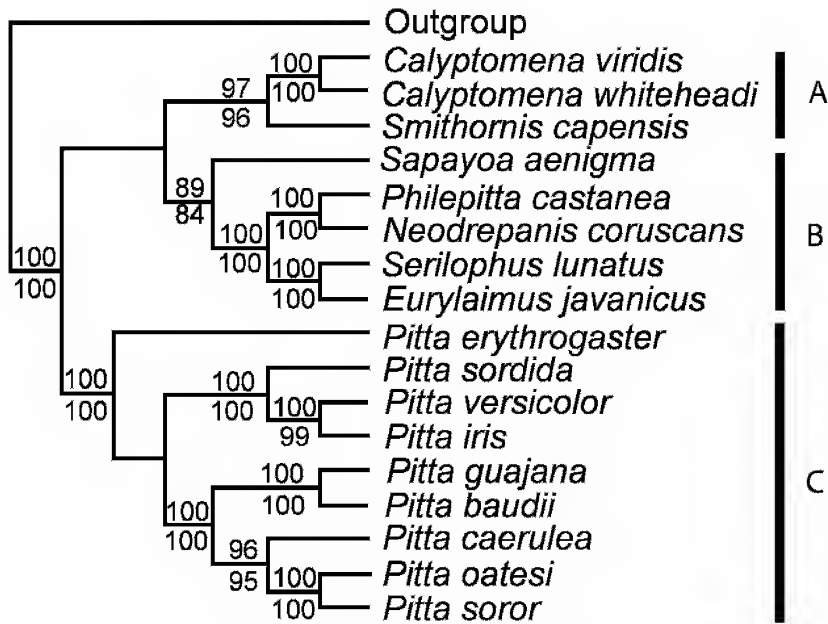 Outgroup
100 Calyptomena viridis
97 100 Calyptomena whiteheadi A
96 Smithornis capensis
Sapayoa aenigma
89
84 100 Philepitta castanea
100 100 Neodrepanis coruscans B
100 100 Serilophus lunatus
100
100 100 Eurylaimus javanicus
Pitta erythrogaster
100 100 Pitta sordida
100 100 100 Pitta versicolor
99 Pitta iris
100 Pitta guajana
100 100 Pitta baudii C
100 96 Pitta caerulea
95 100 Pitta oatesi
100 Pitta soror